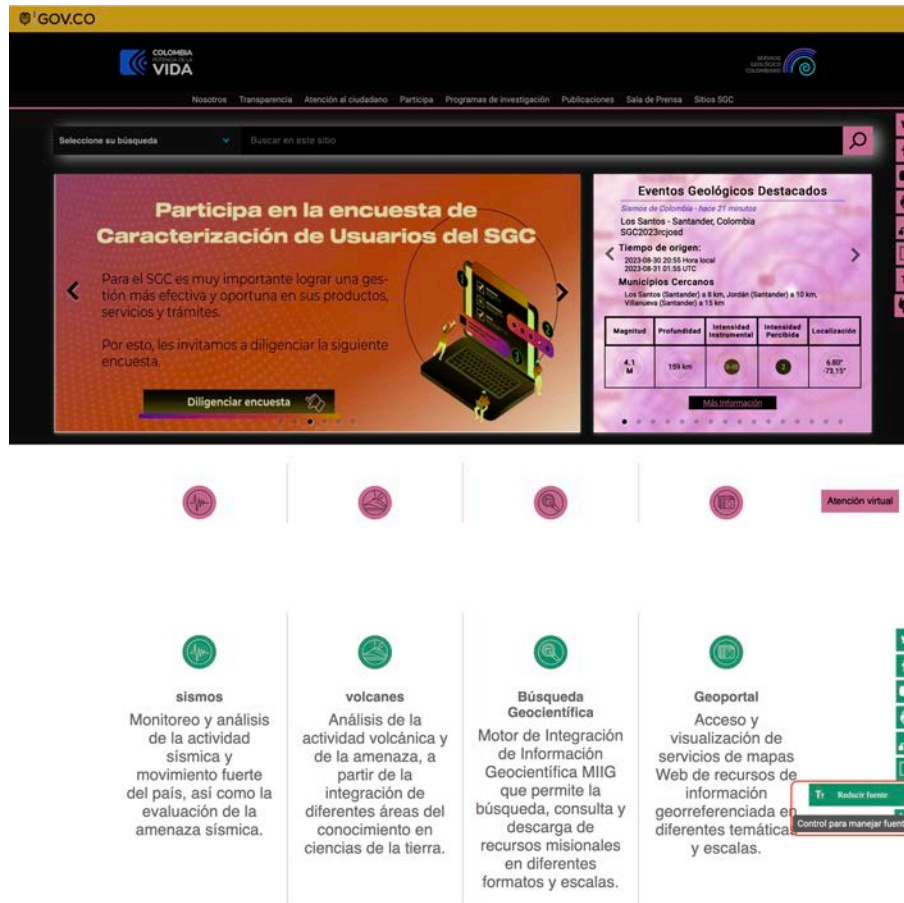 GOV.CO
COLOMBIA
POTENCIA DE LA
VIDA
SERVICIO
GEOLÓGICO
COLOMBIANO
Nosotros Transparencia Atención al ciudadano Participa Programas de investigación Publicaciones Sala de Prensa Sitios SGC
Seleccione su búsqueda
Buscar en este sitio
Participa en la encuesta de
Caracterización de Usuarios del SGC
Para el SGC es muy importante lograr una ges-
tión más efectiva y oportuna en sus productos,
servicios y trámites.
Por esto, les invitamos a diligenciar la siguiente
encuesta.
Diligenciar encuesta
Eventos Geológicos Destacados
Sismos de Colombia - hace 21 minutos
Los Santos - Santander, Colombia
SGC2023rcjosd
Tiempo de origen:
2023-08-30 20:55 Hora local
2023-08-31 01:55 UTC
Municipios Cercanos
Los Santos (Santander) a 8 km, Jordán (Santander) a 10 km,
Villanueva (Santander) a 15 km
Magnitud Profundidad Intensidad Instrumental Intensidad Percibida Localización
4.1 M 159 km 2 6.80° -73.15°
Más Información
Atención virtual
sismos
Monitoreo y análisis
de la actividad
sísmica y
movimiento fuerte
del país, así como la
evaluación de la
amenaza sísmica.
volcanes
Análisis de la
actividad volcánica y
de la amenaza, a
partir de la
integración de
diferentes áreas del
conocimiento en
ciencias de la tierra.
Búsqueda
Geocientífica
Motor de Integración
de Información
Geocientífica MIIG
que permite la
búsqueda, consulta y
descarga de
recursos misionales
en diferentes
formatos y escalas.
Geoportal
Acceso y
visualización de
servicios de mapas
Web de recursos de
información
georreferenciada en
diferentes temáticas
y escalas.
Tт Reducir fuente
Control para manejar fuent